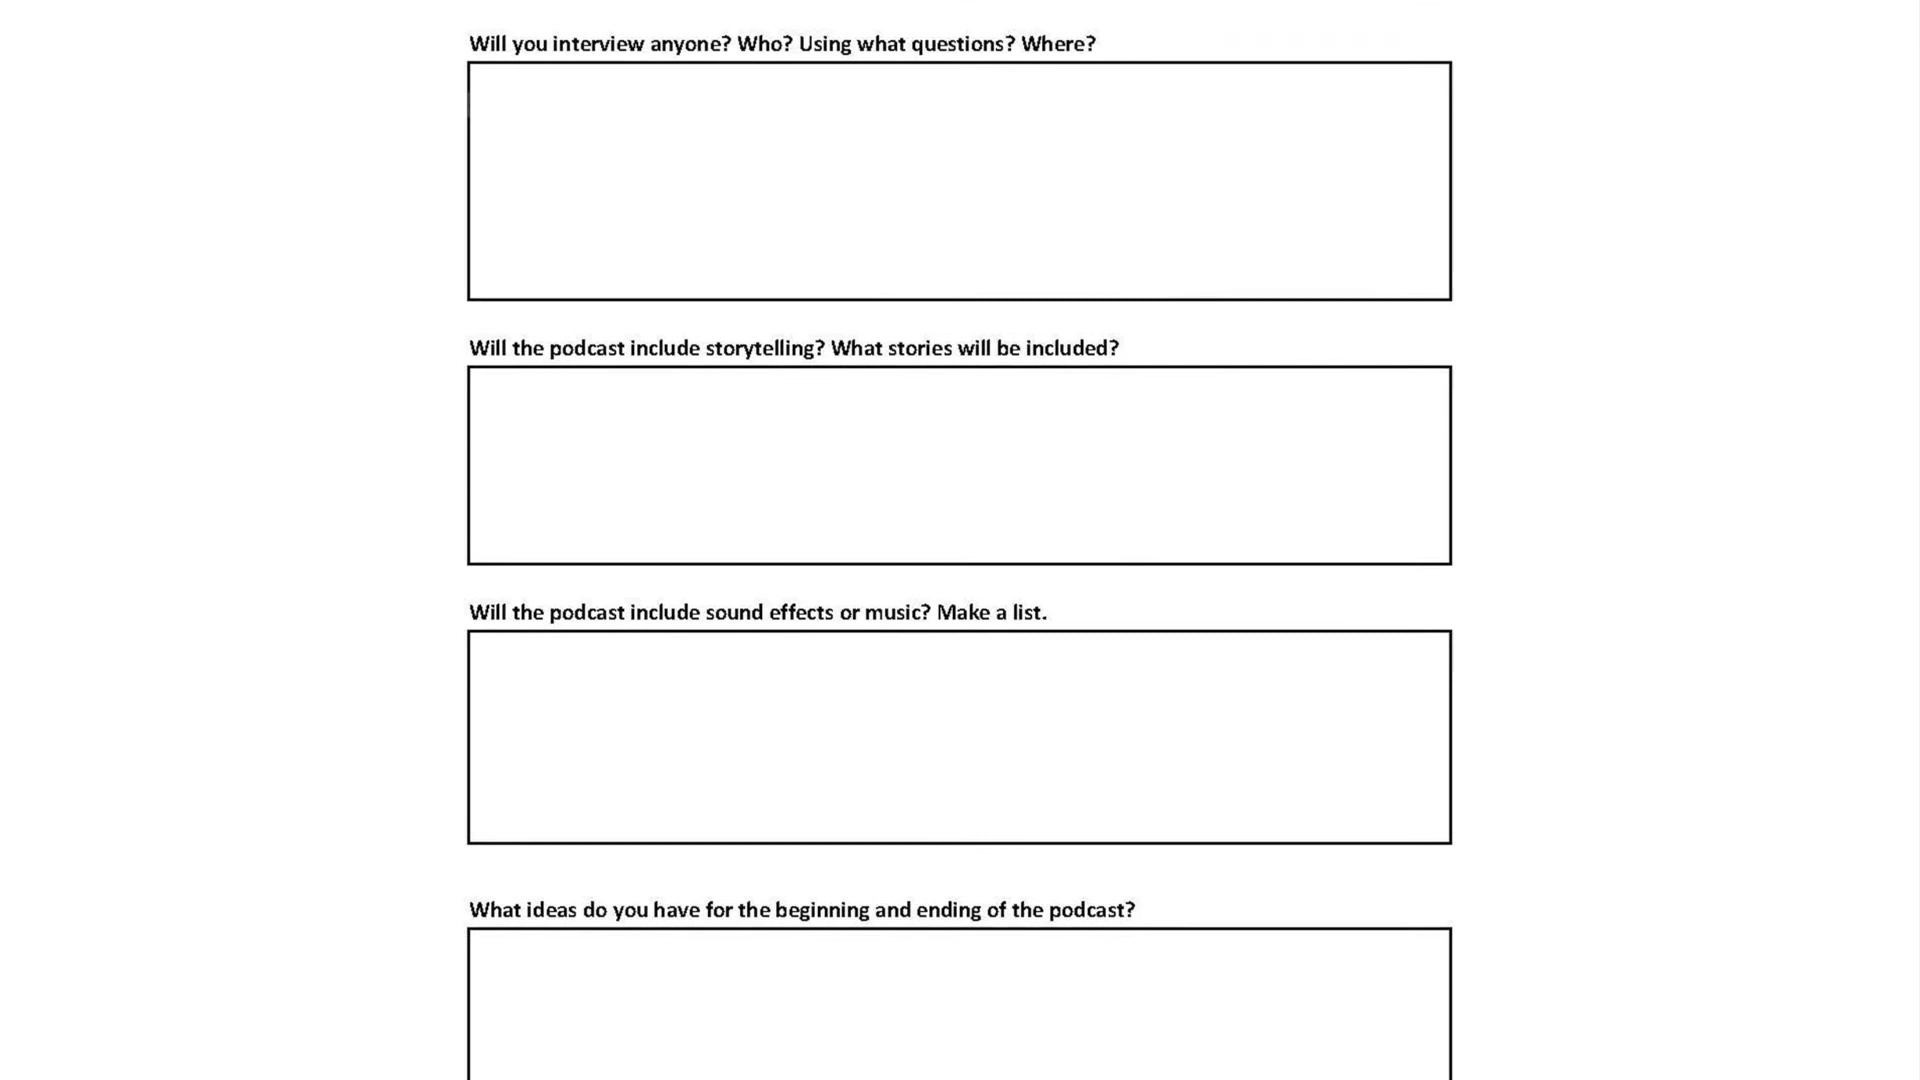 Will you interview anyone? Who? Using what questions? Where?
Will the podcast include storytelling? What stories will be included?
Will the podcast include sound effects or music? Make a list.
What ideas do you have for the beginning and ending of the podcast?